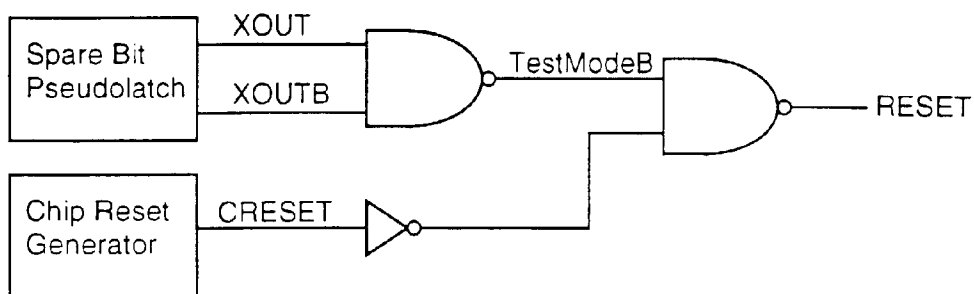 Spare Bit
Pseudolatch
XOUT
XOUTB
TestModeB
RESET
Chip Reset
Generator
CRESET